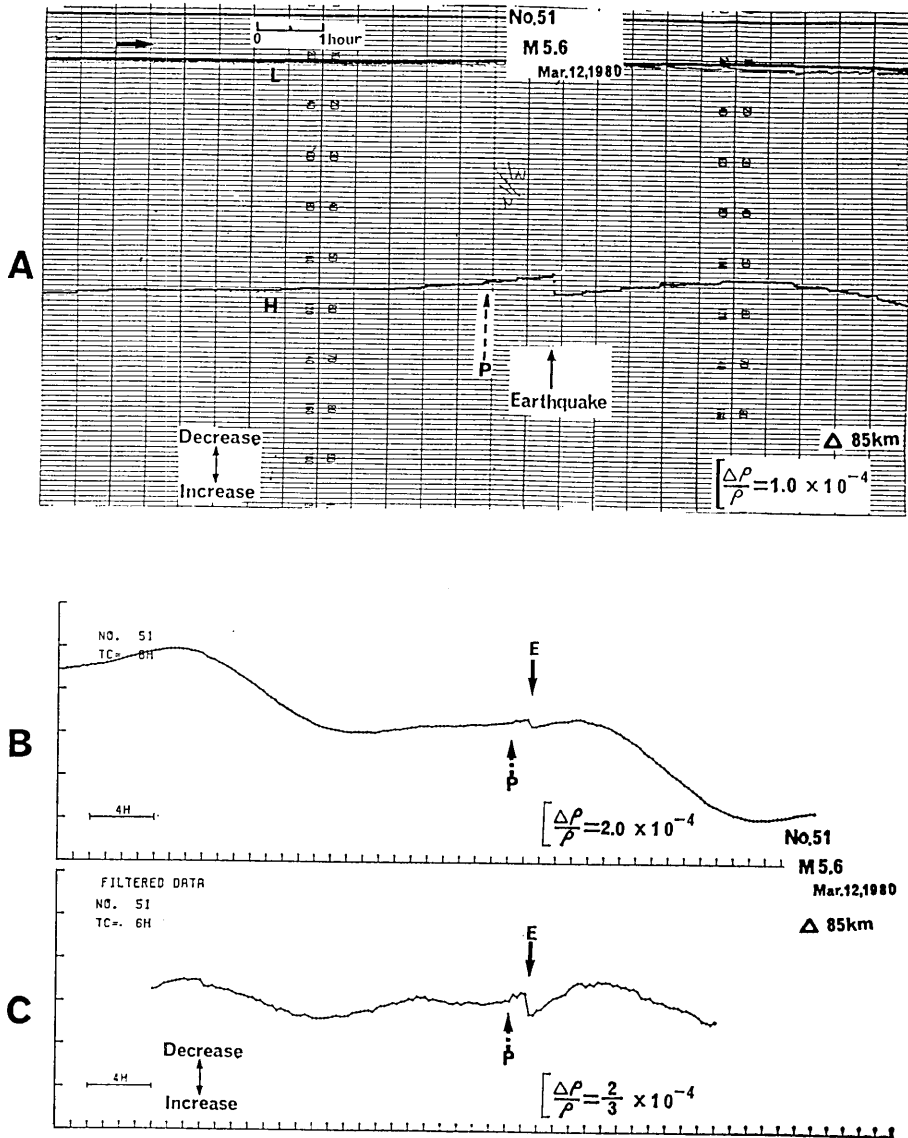 No.51
0 1hour
M 5.6
Mar.12,1980
L
3/12
A
H
P
Earthquake
Decrease
Increase
Δ 85km
Δρ/ρ = 1.0 × 10⁻⁴
NO. 51
TC= 6H
E
B
P
4H
Δρ/ρ = 2.0 × 10⁻⁴
No.51
M 5.6
Mar.12,1980
Δ 85km
FILTERED DATA
NO. 51
TC=. 6H
E
C
P
Decrease
4H
Increase
Δρ/ρ = 2/3 × 10⁻⁴